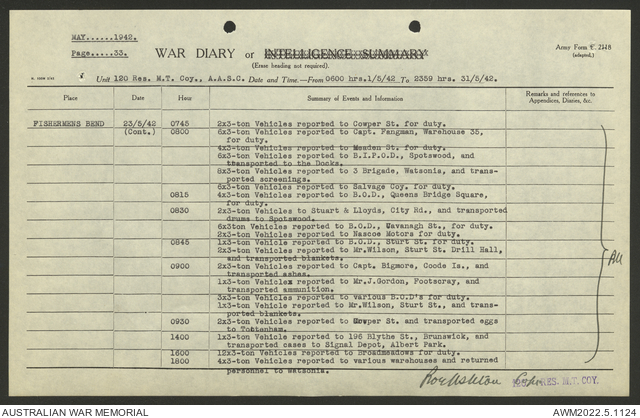 MAY......1942.
Page.....33.
WAR DIARY or INTELLIGENCE SUMMARY
(Erase heading not required).
Army Form C. 2118
(adapted).
Unit 120 Res. M.T. Coy., A.A.S.C. Date and Time.—From 0600 hrs.1/5/42 To 2359 hrs. 31/5/42.
Place Date Hour Summary of Events and Information Remarks and references to Appendices, Diaries, &c.
FISHERMENS BEND 23/5/42 0745 2x3-ton Vehicles reported to Cowper St. for duty.
(Cont.) 0800 6x3-ton Vehicles reported to Capt. Fangman, Warehouse 35,
for duty.
4x3-ton Vehicles reported to Meaden St. for duty.
6x3-ton Vehicles reported to B.I.P.O.D., Spotswood, and
transported to the Docks.
8x3-ton Vehicles reported to 3 Brigade, Watsonia, and trans-
ported screenings.
6x3-ton Vehicles reported to Salvage Coy. for duty.
0815 4x3-ton Vehicles reported to B.O.D., Queens Bridge Square,
for duty.
0830 2x3-ton Vehicles to Stuart & Lloyds, City Rd., and transported
drums to Spotswood.
6x3ton Vehicles reported to B.O.D., Wavanagh St., for duty.
2x3-ton Vehicles reported to Nascoe Motors for duty.
0845 1x3-ton Vehicle reported to B.O.D., Sturt St. for duty.
2x3-ton Vehicles reported to Mr.Wilson, Sturt St. Drill Hall,
and transported blankets.
0900 2x3-ton Vehicles reported to Capt. Bigmore, Coode Is., and
transported ashes.
1x3-ton Vehicle reported to Mr.J.Gordon, Footscray, and
transported ammunition.
3x3-ton Vehicles reported to various B.O.D's for duty.
1x3-ton Vehicle reported to Mr.Wilson, Sturt St., and trans-
ported blankets.
0930 2x3-ton Vehicles reported to Cowper St. and transported eggs
to Tottenham.
1400 1x3-ton Vehicle reported to 196 Blythe St., Brunswick, and
transported cases to Signal Depot, Albert Park.
1600 12x3-ton Vehicles reported to Broadmeadows for duty.
1800 4x3-ton Vehicles reported to various warehouses and returned
personnel to Watsonia.
RES. M.T. COY.
AUSTRALIAN WAR MEMORIAL
AWM2022.5.1124